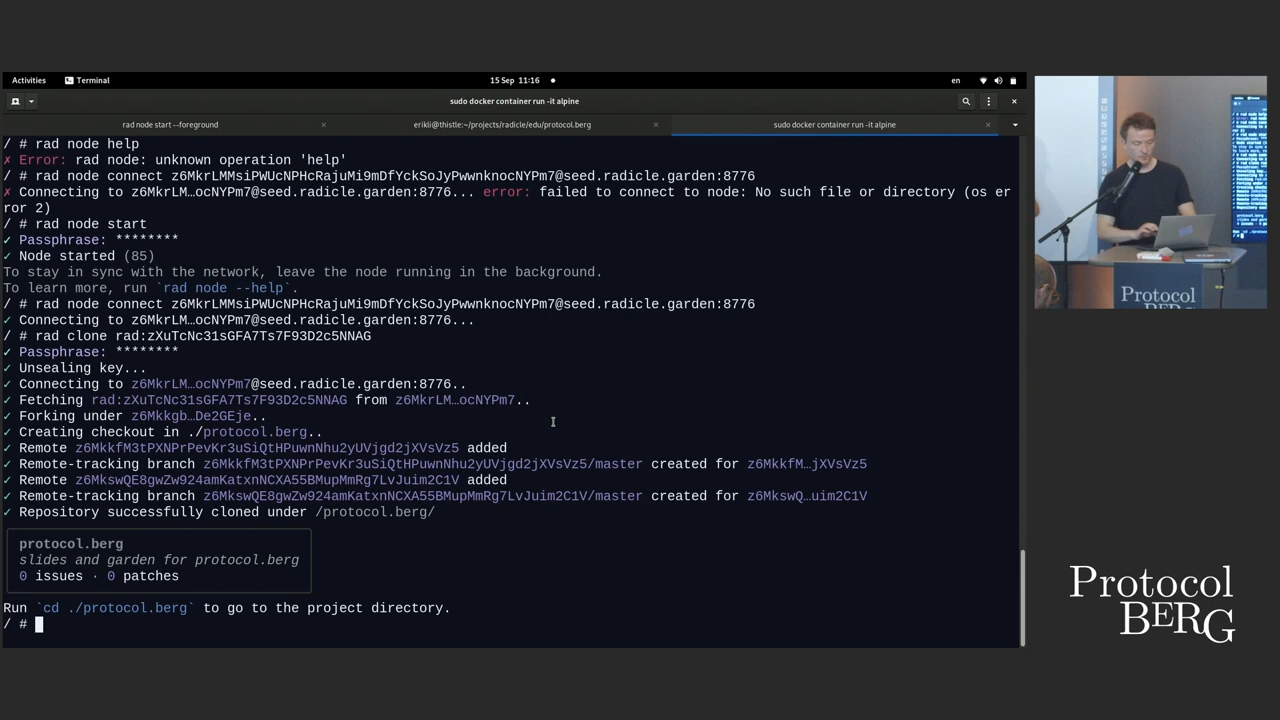 Activities
Terminal
15 Sep 11:16
en
sudo docker container run -it alpine
rad node start --foreground
erikli@thistle:~/projects/radicle/edu/protocol.berg
sudo docker container run -it alpine
/ # rad node help
✗ Error: rad node: unknown operation 'help'
/ # rad node connect z6MkrLMMsiPWUcNPHcRajuMi9mDfYckSoJyPwwnknocNYPm7@seed.radicle.garden:8776
✗ Connecting to z6MkrLM…ocNYPm7@seed.radicle.garden:8776... error: failed to connect to node: No such file or directory (os er
ror 2)
/ # rad node start
✓ Passphrase: ********
✓ Node started (85)
To stay in sync with the network, leave the node running in the background.
To learn more, run `rad node --help`.
/ # rad node connect z6MkrLMMsiPWUcNPHcRajuMi9mDfYckSoJyPwwnknocNYPm7@seed.radicle.garden:8776
✓ Connecting to z6MkrLM…ocNYPm7@seed.radicle.garden:8776...
/ # rad clone rad:zXuTcNc31sGFA7Ts7F93D2c5NNAG
✓ Passphrase: ********
✓ Unsealing key...
✓ Connecting to z6MkrLM…ocNYPm7@seed.radicle.garden:8776..
✓ Fetching rad:zXuTcNc31sGFA7Ts7F93D2c5NNAG from z6MkrLM…ocNYPm7..
✓ Forking under z6Mkkgb…De2GEje..
✓ Creating checkout in ./protocol.berg..
✓ Remote z6MkkfM3tPXNPrPevKr3uSiQtHPuwnNhu2yUVjgd2jXVsVz5 added
✓ Remote-tracking branch z6MkkfM3tPXNPrPevKr3uSiQtHPuwnNhu2yUVjgd2jXVsVz5/master created for z6MkkfM…jXVsVz5
✓ Remote z6MkswQE8gwZw924amKatxnNCXA55BMupMmRg7LvJuim2C1V added
✓ Remote-tracking branch z6MkswQE8gwZw924amKatxnNCXA55BMupMmRg7LvJuim2C1V/master created for z6MkswQ…uim2C1V
✓ Repository successfully cloned under /protocol.berg/
protocol.berg
slides and garden for protocol.berg
0 issues · 0 patches
Run `cd ./protocol.berg` to go to the project directory.
/ #
Protocol
Protocol
BERG